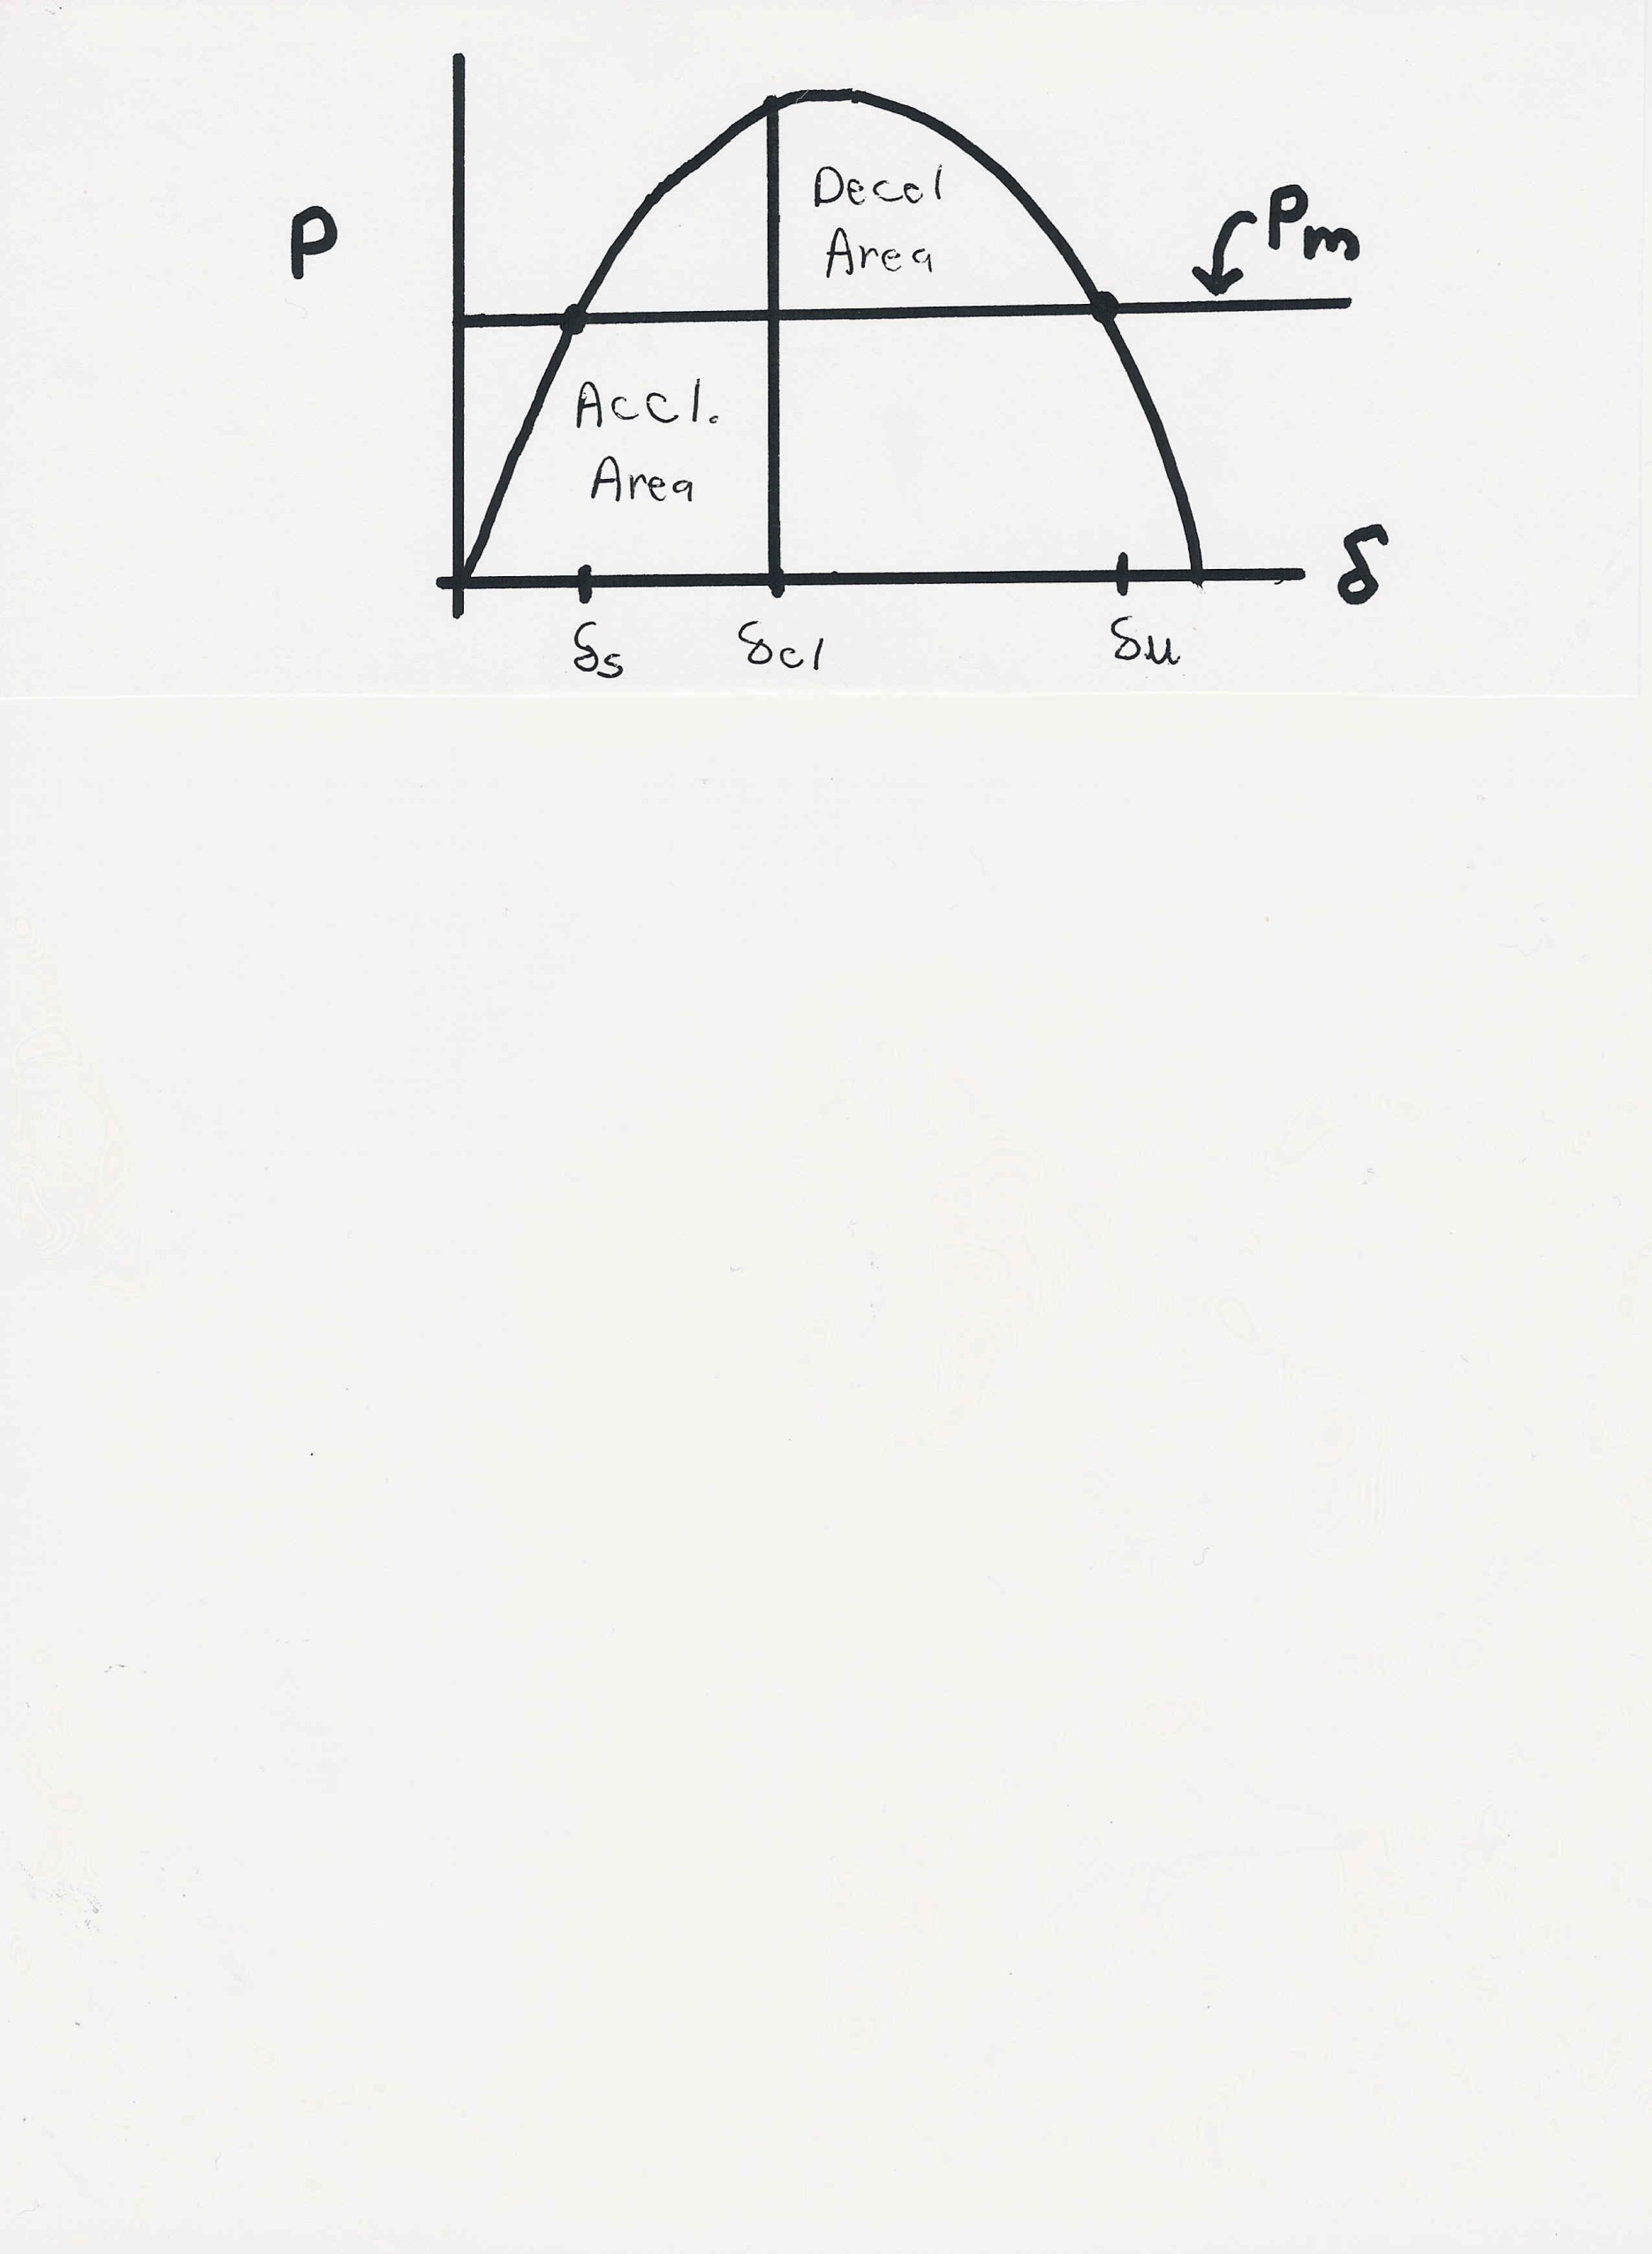 P
Decel
Area
Pm
Accl.
Area
δ
δs
δcl
δu